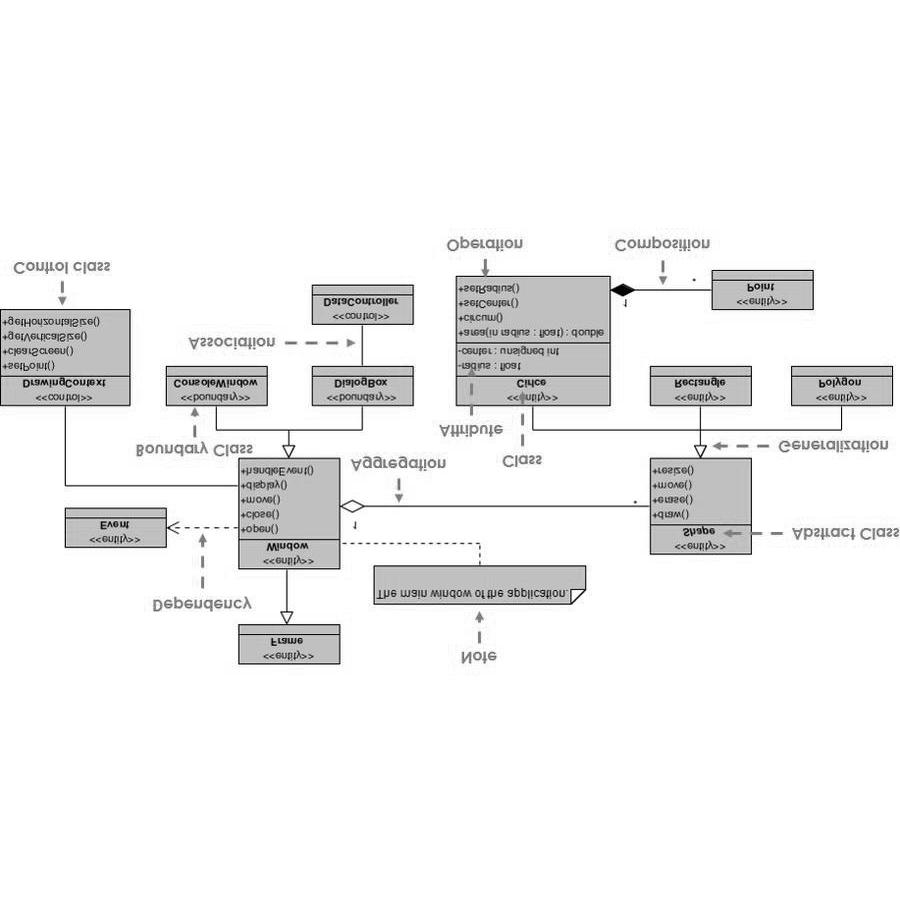 <<entity>>
Frame
Note
Dependency
The main window of the application.
<<entity>>
Window
+open()
+close()
+move()
+display()
+handleEvent()
<<entity>>
Event
<<entity>>
Shape
+draw()
+erase()
+move()
+resize()
Abstract Class
1
*
Aggregation
Boundary Class
Class
Generalization
Attribute
<<control>>
DrawingContext
+setPoint()
+clearScreen()
+getVerticalSize()
+getHorizontalSize()
<<boundary>>
ConsoleWindow
<<boundary>>
DialogBox
<<entity>>
Circe
-radius : float
-center : unsigned int
+area(in radius : float) : double
+circum()
+setCenter()
+setRadius()
<<entity>>
Rectangle
<<entity>>
Polygon
Association
<<control>>
DataController
1
*
<<entity>>
Point
Control class
Operation
Composition